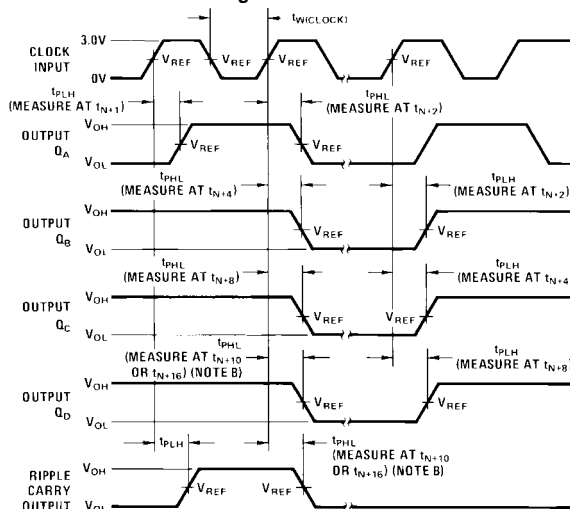 tW(CLOCK)
3.0V
CLOCK
INPUT
0V
VREF
VREF
VREF
VREF
tPLH
(MEASURE AT tN+1)
tPHL
(MEASURE AT tN+2)
VOH
OUTPUT
QA
VOL
VREF
VREF
tPHL
(MEASURE AT tN+4)
tPLH
(MEASURE AT tN+2)
VOH
OUTPUT
QB
VOL
VREF
VREF
tPHL
(MEASURE AT tN+8)
tPLH
(MEASURE AT tN+4
VOH
OUTPUT
QC
VOL
VREF
VREF
tPHL
(MEASURE AT tN+10
OR tN+16) (NOTE B)
tPLH
(MEASURE AT tN+8)
VOH
OUTPUT
QD
VOL
VREF
VREF
tPLH
tPHL
(MEASURE AT tN+10
OR tN+16) (NOTE B)
VOH
RIPPLE
CARRY
OUTPUT
VOL
VREF
VREF